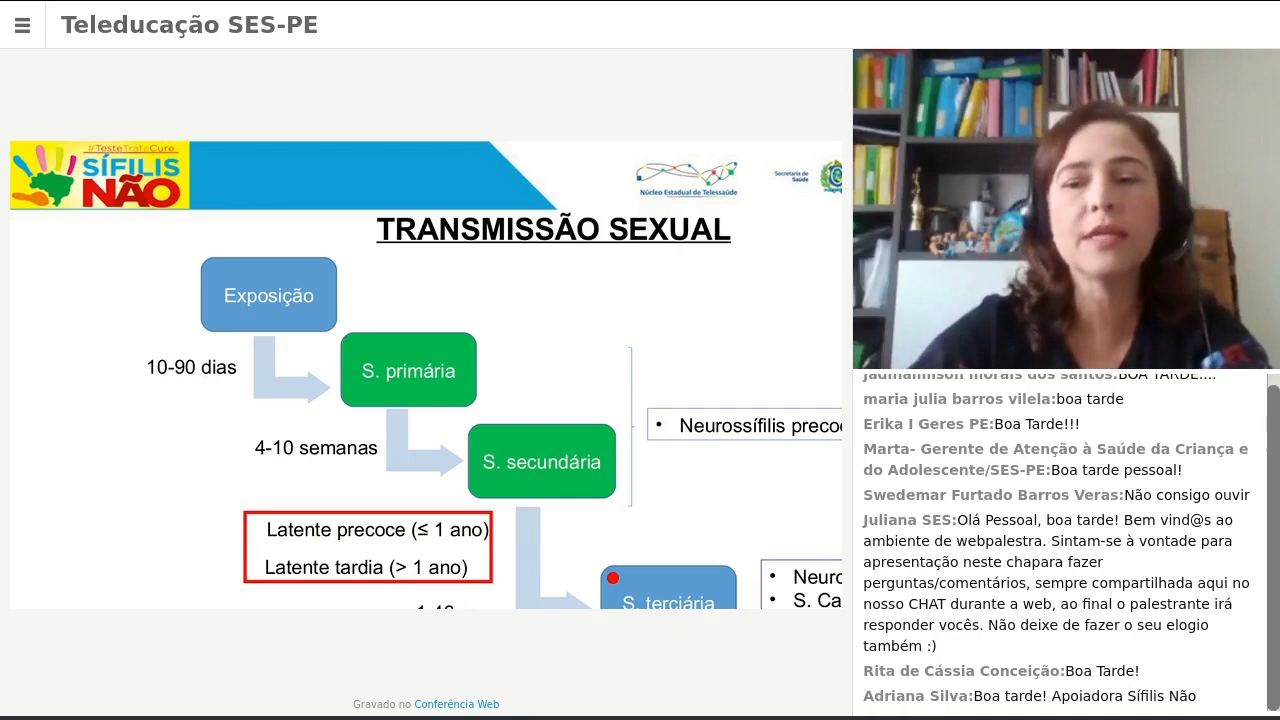 Teleducação SES-PE
#TesteTrateCure
SÍFILIS
NÃO
Núcleo Estadual de Telessaúde
Secretaria de
Saúde
TRANSMISSÃO SEXUAL
Exposição
10-90 dias
S. primária
4-10 semanas
S. secundária
• Neurossífilis preco
Latente precoce (≤ 1 ano)
Latente tardia (> 1 ano)
S. terciária
• Neuro
• S. Ca
Gravado no Conferência Web
BOA TARDE....
maria julia barros vilela:boa tarde
Erika I Geres PE:Boa Tarde!!!
Marta- Gerente de Atenção à Saúde da Criança e
do Adolescente/SES-PE:Boa tarde pessoal!
Swedemar Furtado Barros Veras:Não consigo ouvir
Juliana SES:Olá Pessoal, boa tarde! Bem vind@s ao
ambiente de webpalestra. Sintam-se à vontade para
apresentação neste chapara fazer
perguntas/comentários, sempre compartilhada aqui no
nosso CHAT durante a web, ao final o palestrante irá
responder vocês. Não deixe de fazer o seu elogio
também :)
Rita de Cássia Conceição:Boa Tarde!
Adriana Silva:Boa tarde! Apoiadora Sífilis Não